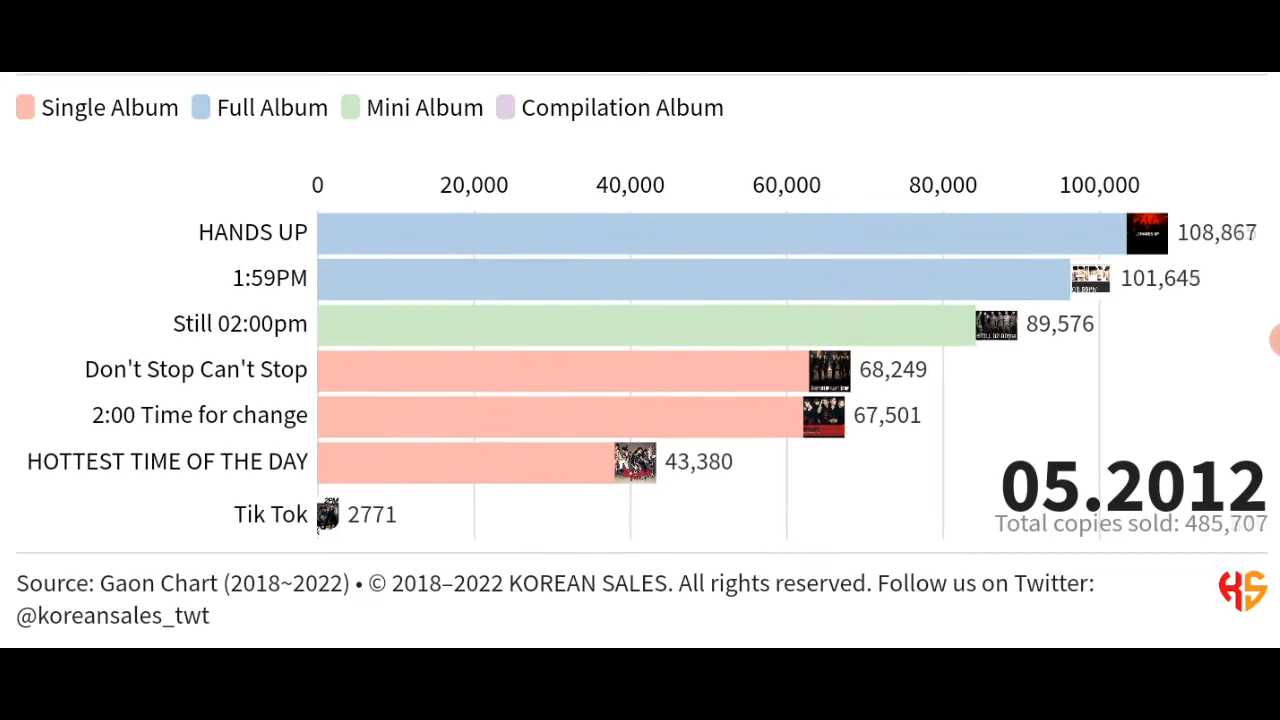 Single Album Full Album Mini Album Compilation Album
0 20,000 40,000 60,000 80,000 100,000
HANDS UP 108,867
1:59PM 101,645
Still 02:00pm 89,576
Don't Stop Can't Stop 68,249
2:00 Time for change 67,501
HOTTEST TIME OF THE DAY 43,380
Tik Tok 2771
05.2012
Total copies sold: 485,707
Source: Gaon Chart (2018~2022) • © 2018–2022 KOREAN SALES. All rights reserved. Follow us on Twitter:
@koreansales_twt
KS